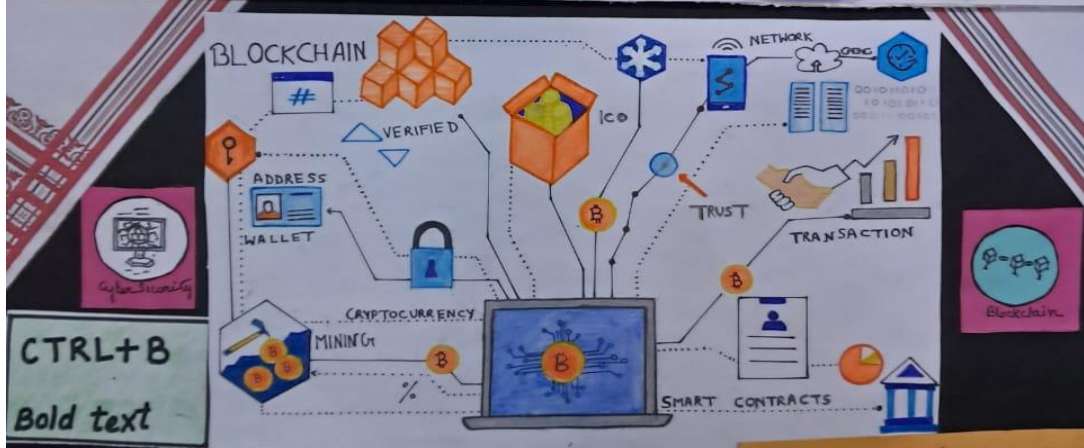 BLOCKCHAIN
#
VERIFIED
ICO
NETWORK
ADDRESS
WALLET
TRUST
TRANSACTION
CRYPTOCURRENCY
MINING
%
SMART CONTRACTS
Cyber Security
CTRL+B
Bold text
Blockchain